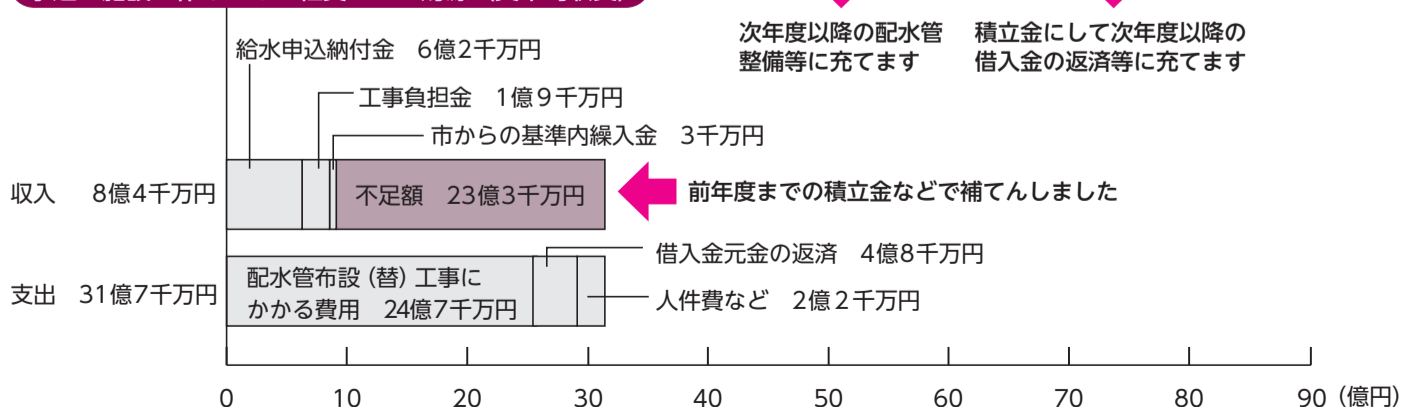 次年度以降の配水管
整備等に充てます
積立金にして次年度以降の
借入金の返済等に充てます
給水申込納付金 6億2千万円
工事負担金 1億9千万円
市からの基準内繰入金 3千万円
収入 8億4千万円
不足額 23億3千万円
前年度までの積立金などで補てんしました
借入金元金の返済 4億8千万円
支出 31億7千万円
配水管布設(替)工事に
かかる費用 24億7千万円
人件費など 2億2千万円
0 10 20 30 40 50 60 70 80 90(億円)